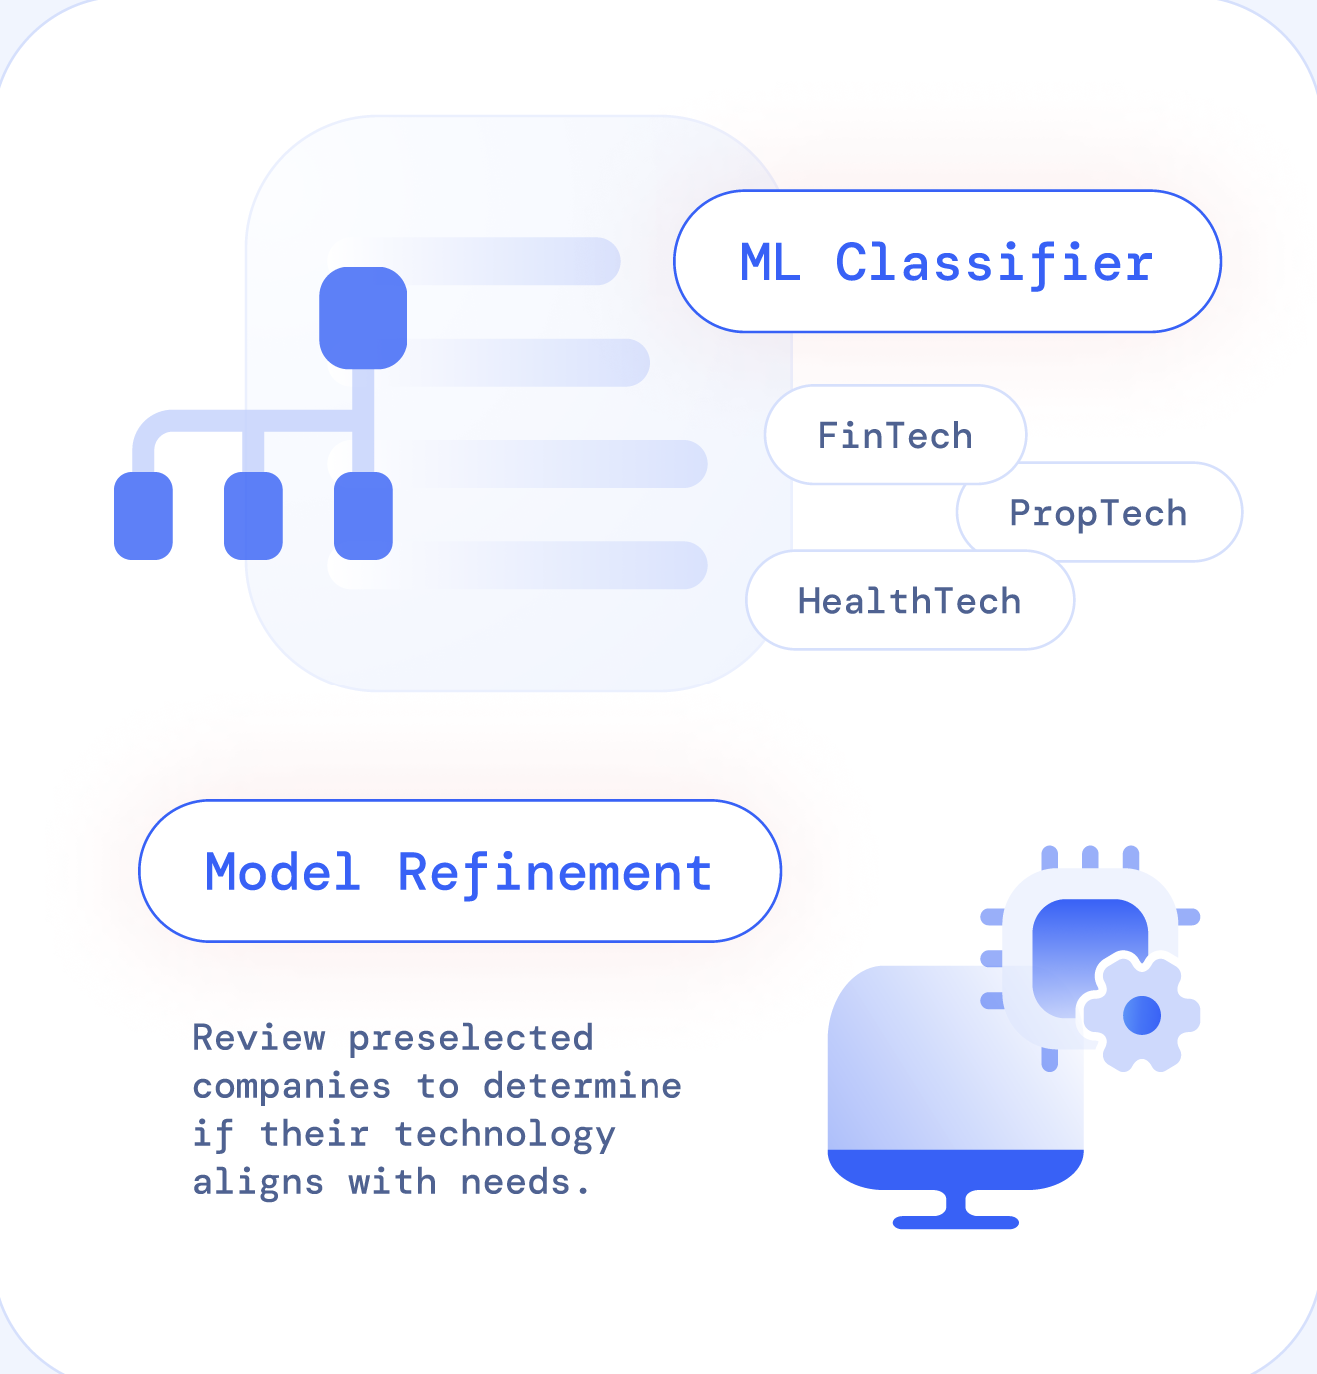 ML Classifier
FinTech
PropTech
HealthTech
Model Refinement
Review preselected
companies to determine
if their technology
aligns with needs.